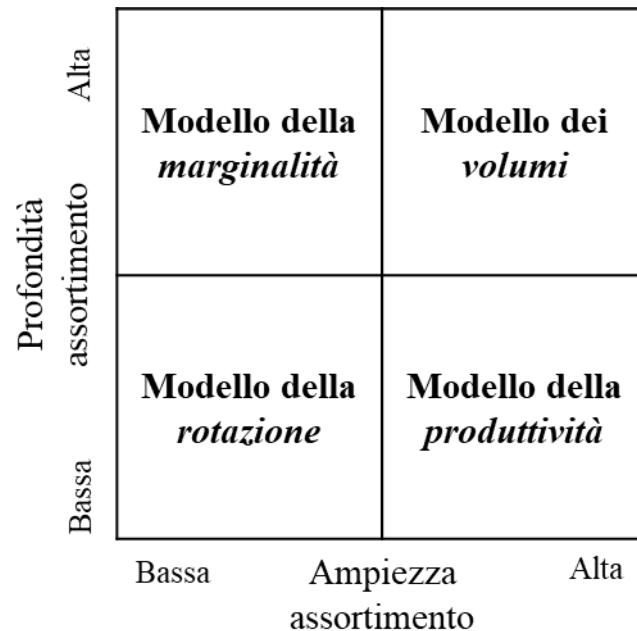 Alta
Profondità
assortimento
Bassa
Modello della
marginalità
Modello dei
volumi
Modello della
rotazione
Modello della
produttività
Bassa
Ampiezza
assortimento
Alta